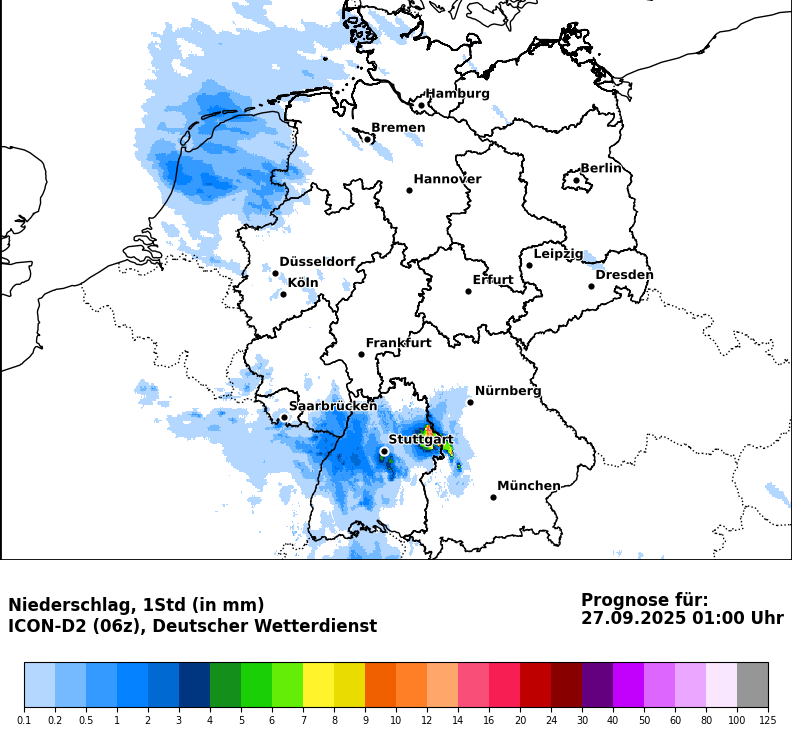 Hamburg
Bremen
Hannover
Berlin
Düsseldorf
Köln
Leipzig
Dresden
Erfurt
Frankfurt
Nürnberg
Saarbrücken
Stuttgart
München
Niederschlag, 1Std (in mm)
ICON-D2 (06z), Deutscher Wetterdienst
Prognose für:
27.09.2025 01:00 Uhr
0.1 0.2 0.5 1 2 3 4 5 6 7 8 9 10 12 14 16 20 24 30 40 50 60 80 100 125